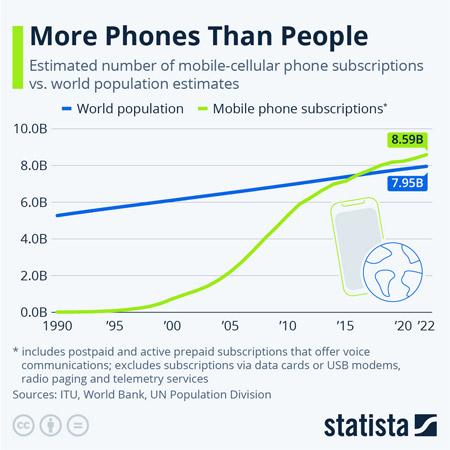 More Phones Than People
Estimated number of mobile-cellular phone subscriptions
vs. world population estimates
World population
Mobile phone subscriptions*
10.0B
8.59B
8.0B
7.95B
6.0B
4.0B
2.0B
0.0B
1990 '95 '00 '05 '10 '15 '20 '22
* includes postpaid and active prepaid subscriptions that offer voice
communications; excludes subscriptions via data cards or USB modems,
radio paging and telemetry services
Sources: ITU, World Bank, UN Population Division
cc
statista